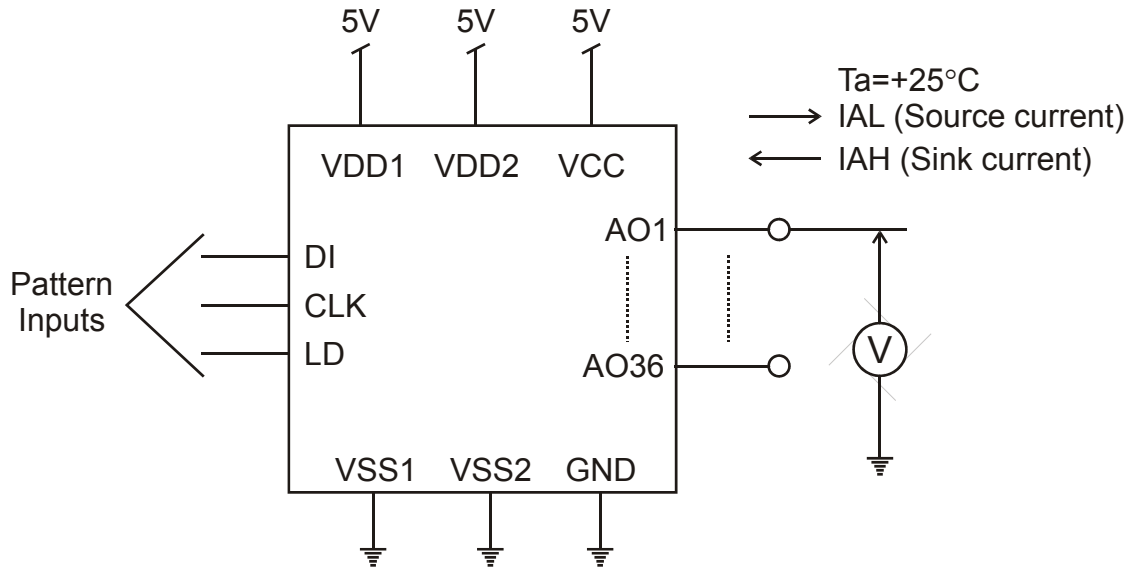 5V 5V 5V
Ta=+25°C
IAL (Source current)
IAH (Sink current)
VDD1 VDD2 VCC
AO1
DI
Pattern
Inputs
CLK
LD
AO36
V
VSS1 VSS2 GND